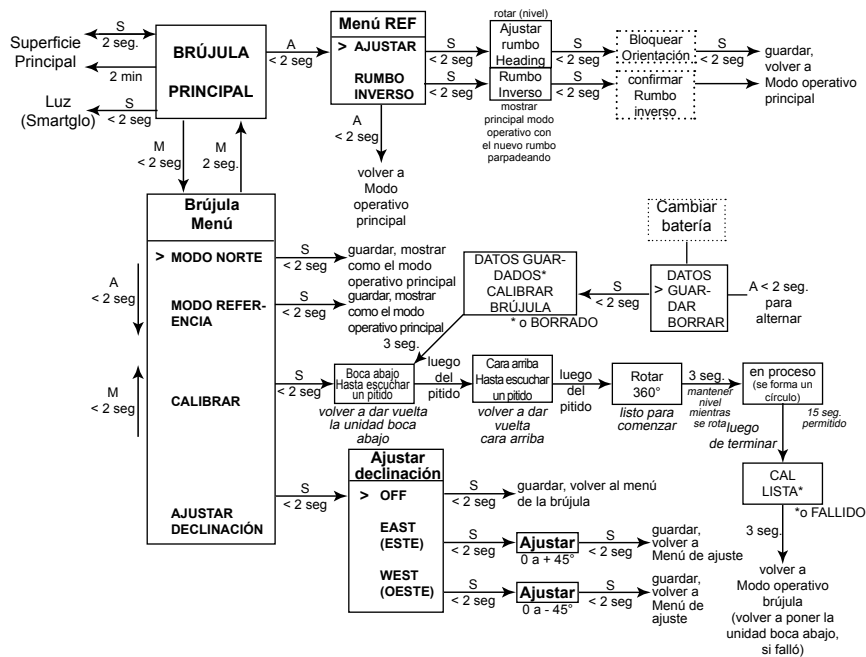 Superficie
Principal
S
2 seg.
2 min
Luz
(Smartglo)
S
< 2 seg
BRÚJULA
PRINCIPAL
A
< 2 seg
Menú REF
> AJUSTAR
RUMBO
INVERSO
S
< 2 seg
S
< 2 seg
rotar (nivel)
Ajustar
rumbo
Heading
Rumbo
Inverso
mostrar
principal modo
operativo con
el nuevo rumbo
parpadeando
S
< 2 seg
S
< 2 seg
Bloquear
Orientación
confirmar
Rumbo
inverso
S
< 2 seg
guardar,
volver a
Modo operativo
principal
A
< 2 seg
volver a
Modo
operativo
principal
M
< 2 seg
M
2 seg.
Brújula
Menú
> MODO NORTE
MODO REFER-
ENCIA
CALIBRAR
AJUSTAR
DECLINACIÓN
A
< 2 seg
M
< 2 seg
S
< 2 seg
guardar, mostrar
como el modo
operativo principal
S
< 2 seg
guardar, mostrar
como el modo
operativo principal
Cambiar
batería
DATOS
> GUAR-
DAR
BORRAR
A < 2 seg.
para
alternar
S
< 2 seg
DATOS GUAR-
DADOS*
CALIBRAR
BRÚJULA
* o BORRADO
3 seg.
S
< 2 seg
Boca abajo
Hasta escuchar
un pitido
volver a dar vuelta
la unidad boca
abajo
luego
del
pitido
Cara arriba
Hasta escuchar
un pitido
volver a dar
vuelta
cara arriba
luego
del
pitido
Rotar
360°
listo para
comenzar
3 seg.
mantener
nivel
mientras
se rota
en proceso
(se forma un
círculo)
15 seg.
permitido
luego
de terminar
CAL
LISTA*
*o FALLIDO
3 seg.
volver a
Modo operativo
brújula
(volver a poner la
unidad boca abajo,
si falló)
S
< 2 seg
Ajustar
declinación
> OFF
EAST
(ESTE)
WEST
(OESTE)
S
< 2 seg
guardar, volver al menú
de la brújula
S
< 2 seg
Ajustar
0 a + 45°
S
< 2 seg
guardar,
volver a
Menú de ajuste
S
< 2 seg
Ajustar
0 a - 45°
S
< 2 seg
guardar,
volver a
Menú de
ajuste